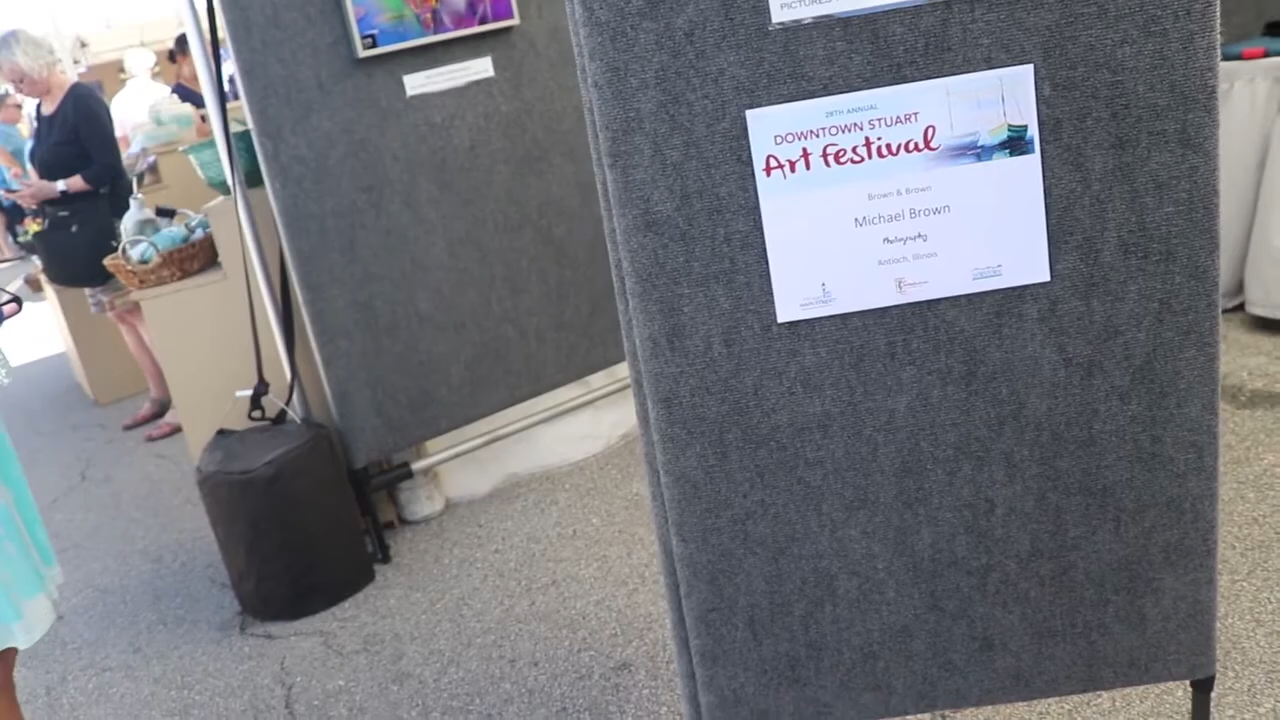 PICTURES
28TH ANNUAL
DOWNTOWN STUART
Art Festival
Brown & Brown
Michael Brown
Photography
Antioch, Illinois